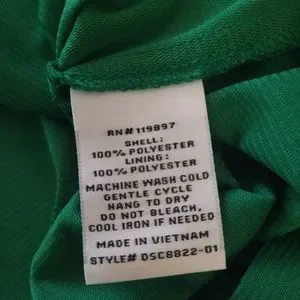 RN# 119897
SHELL:
100% POLYESTER
LINING:
100% POLYESTER
MACHINE WASH COLD
GENTLE CYCLE
HANG TO DRY
DO NOT BLEACH,
COOL IRON IF NEEDED
MADE IN VIETNAM
STYLE# DSC8822-01